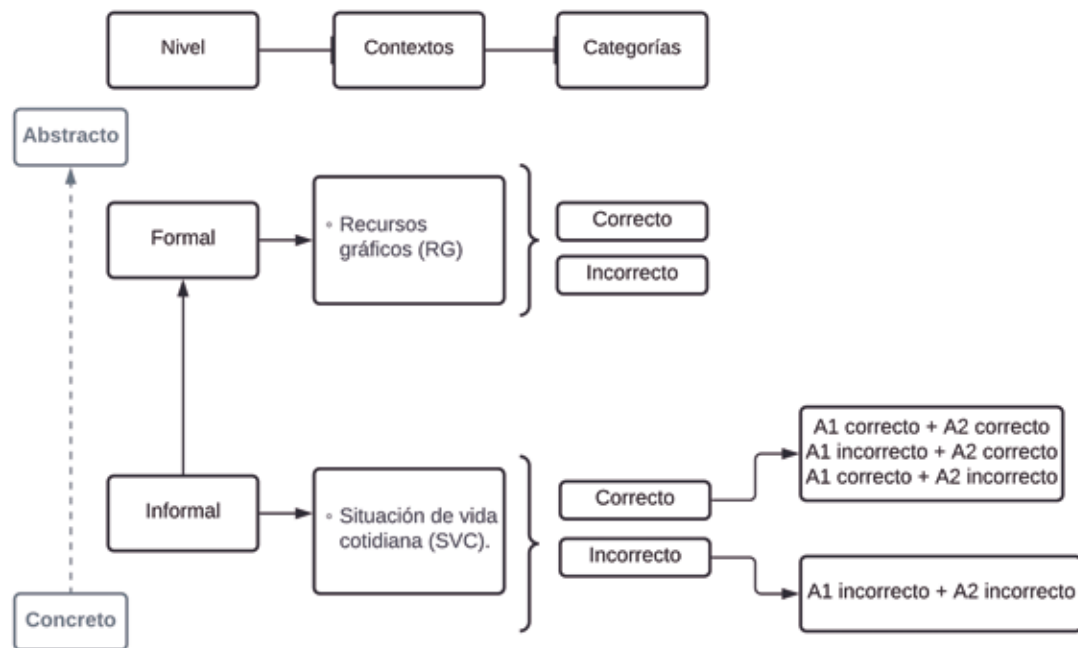 Nivel
Contextos
Categorías
Abstracto
Formal
◦ Recursos
gráficos (RG)
Correcto
Incorrecto
Informal
◦ Situación de vida
cotidiana (SVC).
Correcto
Incorrecto
A1 correcto + A2 correcto
A1 incorrecto + A2 correcto
A1 correcto + A2 incorrecto
A1 incorrecto + A2 incorrecto
Concreto